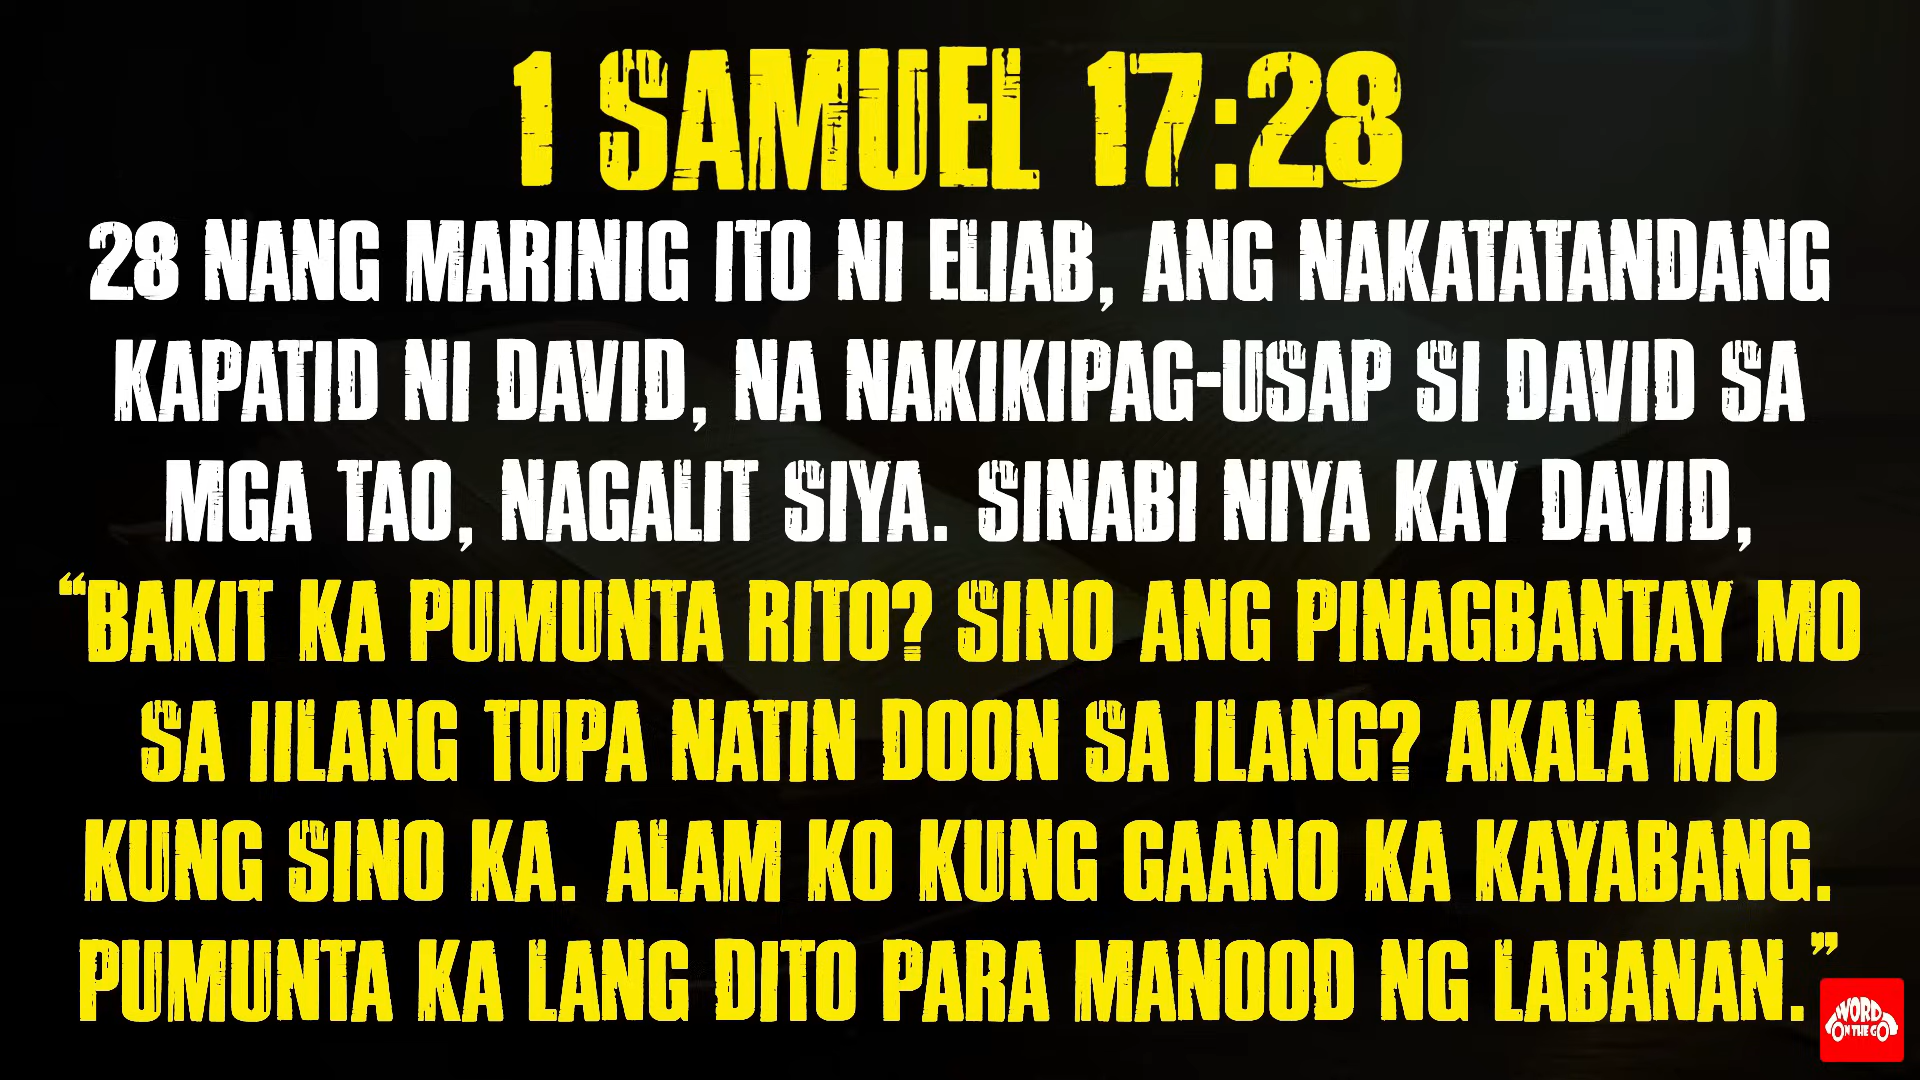 1 SAMUEL 17:28
28 NANG MARINIG ITO NI ELIAB, ANG NAKATATANDANG
KAPATID NI DAVID, NA NAKIKIPAG-USAP SI DAVID SA
MGA TAO, NAGALIT SIYA. SINABI NIYA KAY DAVID,
“BAKIT KA PUMUNTA RITO? SINO ANG PINAGBANTAY MO
SA IILANG TUPA NATIN DOON SA ILANG? AKALA MO
KUNG SINO KA. ALAM KO KUNG GAANO KA KAYABANG.
PUMUNTA KA LANG DITO PARA MANOOD NG LABANAN.”
WORD
ON THE GO